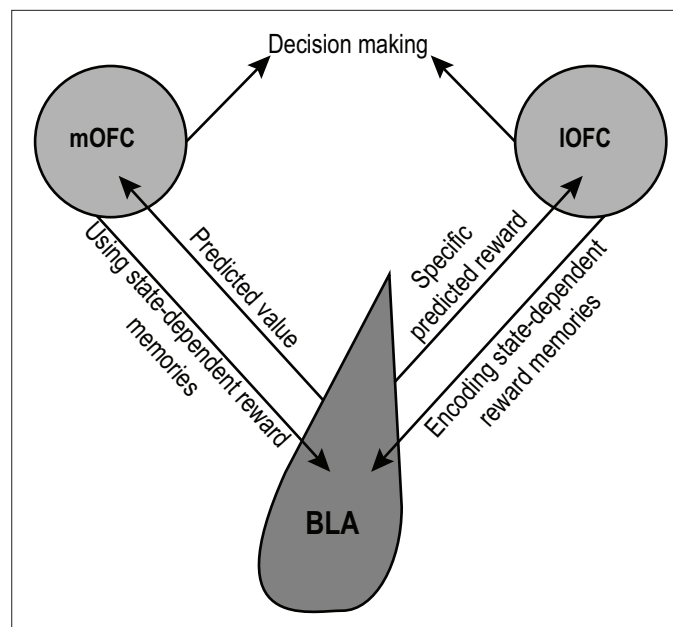 Decision making
mOFC
lOFC
Using state-dependent reward
memories
Predicted value
Specific
predicted reward
Encoding state-dependent
reward memories
BLA